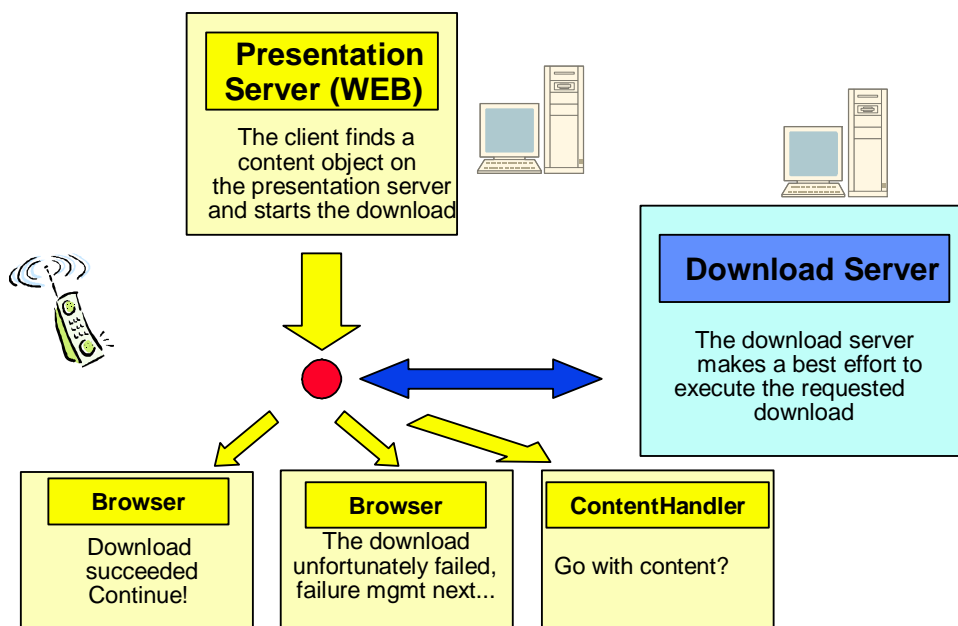 Presentation
Server (WEB)
The client finds a
content object on
the presentation server
and starts the download
Download Server
The download server
makes a best effort to
execute the requested
download
Browser
Download
succeeded
Continue!
Browser
The download
unfortunately failed,
failure mgmt next...
ContentHandler
Go with content?